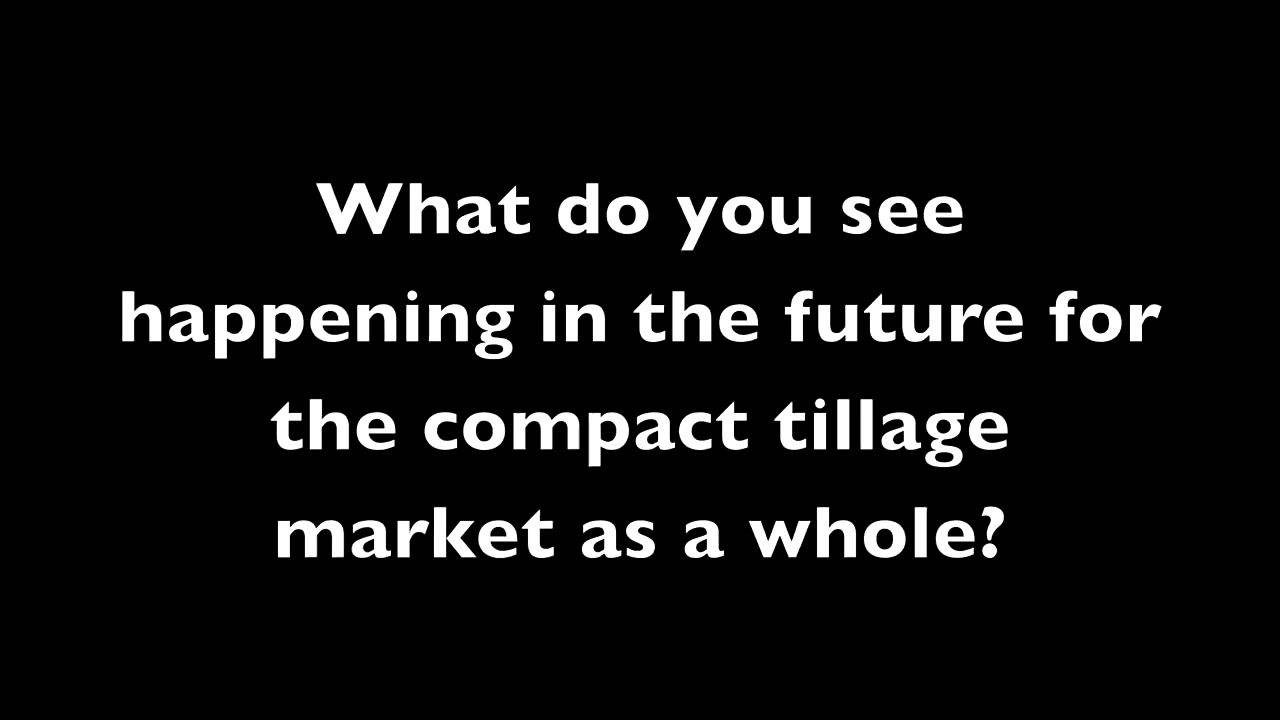 What do you see
happening in the future for
the compact tillage
market as a whole?